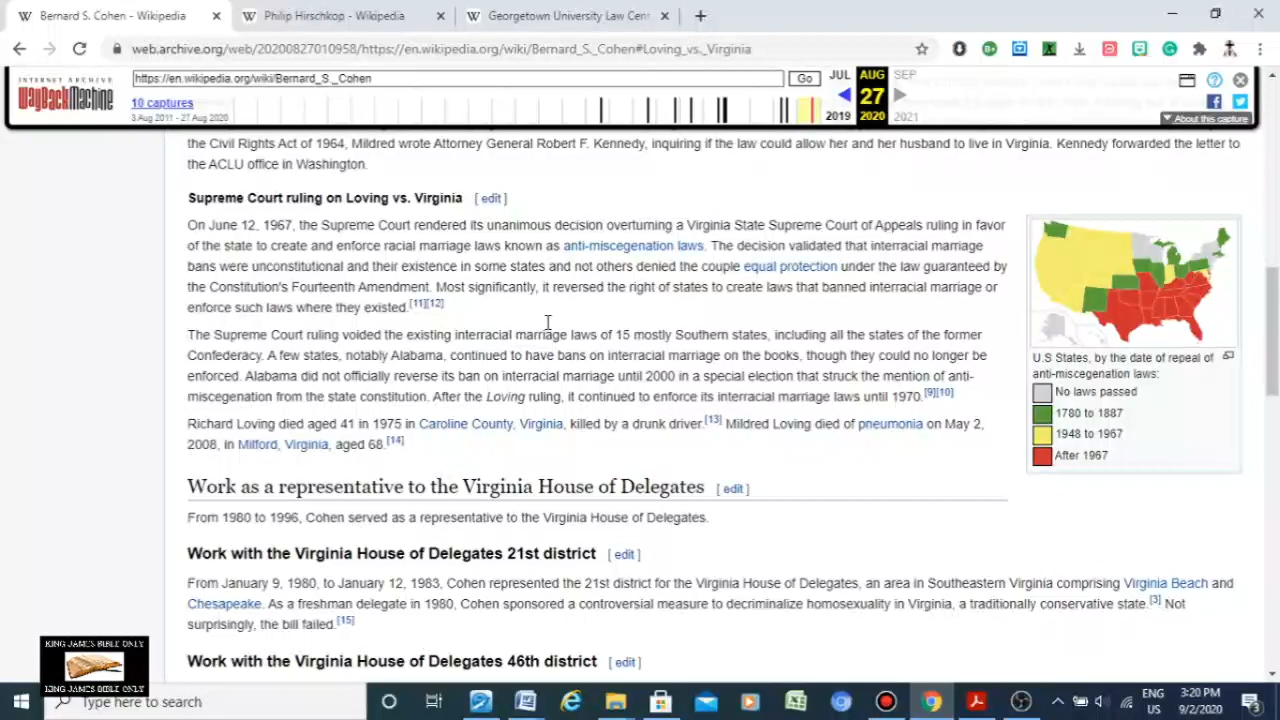 Bernard S. Cohen - Wikipedia
Philip Hirschkop - Wikipedia
Georgetown University Law Cen
web.archive.org/web/20200827010958/https://en.wikipedia.org/wiki/Bernard_S._Cohen#Loving_vs._Virginia
INTERNET ARCHIVE
WayBackMachine
https://en.wikipedia.org/wiki/Bernard_S._Cohen
Go
JUL AUG SEP
10 captures
27
3 Aug 2011 - 27 Aug 2020
2019 2020 2021
About this capture
the Civil Rights Act of 1964, Mildred wrote Attorney General Robert F. Kennedy, inquiring if the law could allow her and her husband to live in Virginia. Kennedy forwarded the letter to
the ACLU office in Washington.
Supreme Court ruling on Loving vs. Virginia [ edit ]
On June 12, 1967, the Supreme Court rendered its unanimous decision overturning a Virginia State Supreme Court of Appeals ruling in favor
of the state to create and enforce racial marriage laws known as anti-miscegenation laws. The decision validated that interracial marriage
bans were unconstitutional and their existence in some states and not others denied the couple equal protection under the law guaranteed by
the Constitution's Fourteenth Amendment. Most significantly, it reversed the right of states to create laws that banned interracial marriage or
enforce such laws where they existed.[11][12]
The Supreme Court ruling voided the existing interracial marriage laws of 15 mostly Southern states, including all the states of the former
Confederacy. A few states, notably Alabama, continued to have bans on interracial marriage on the books, though they could no longer be
enforced. Alabama did not officially reverse its ban on interracial marriage until 2000 in a special election that struck the mention of anti-
miscegenation from the state constitution. After the Loving ruling, it continued to enforce its interracial marriage laws until 1970.[9][10]
Richard Loving died aged 41 in 1975 in Caroline County, Virginia, killed by a drunk driver.[13] Mildred Loving died of pneumonia on May 2,
2008, in Milford, Virginia, aged 68.[14]
U.S States, by the date of repeal of
anti-miscegenation laws:
No laws passed
1780 to 1887
1948 to 1967
After 1967
Work as a representative to the Virginia House of Delegates [ edit ]
From 1980 to 1996, Cohen served as a representative to the Virginia House of Delegates.
Work with the Virginia House of Delegates 21st district [ edit ]
From January 9, 1980, to January 12, 1983, Cohen represented the 21st district for the Virginia House of Delegates, an area in Southeastern Virginia comprising Virginia Beach and
Chesapeake. As a freshman delegate in 1980, Cohen sponsored a controversial measure to decriminalize homosexuality in Virginia, a traditionally conservative state.[3] Not
surprisingly, the bill failed.[15]
Work with the Virginia House of Delegates 46th district [ edit ]
KING JAMES BIBLE ONLY
KING JAMES BIBLE ONLY
Type here to search
ENG
US
3:20 PM
9/2/2020
3